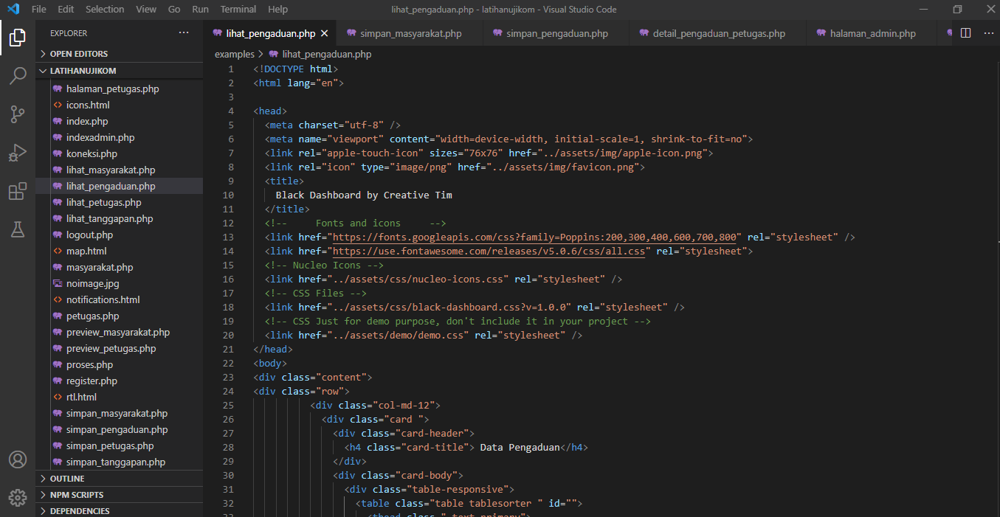 File Edit Selection View Go Run Terminal Help lihat_pengaduan.php - latihanujikom - Visual Studio Code
EXPLORER
OPEN EDITORS
LATIHANUJIKOM
halaman_petugas.php
icons.html
index.php
indexadmin.php
koneksi.php
lihat_masyarakat.php
lihat_pengaduan.php
lihat_petugas.php
lihat_tanggapan.php
logout.php
map.html
masyarakat.php
noimage.jpg
notifications.html
petugas.php
preview_masyarakat.php
preview_petugas.php
proses.php
register.php
rtl.html
simpan_masyarakat.php
simpan_pengaduan.php
simpan_petugas.php
simpan_tanggapan.php
OUTLINE
NPM SCRIPTS
DEPENDENCIES
lihat_pengaduan.php simpan_masyarakat.php simpan_pengaduan.php detail_pengaduan_petugas.php halaman_admin.php
examples > lihat_pengaduan.php
1 <!DOCTYPE html>
2 <html lang="en">
3
4 <head>
5 <meta charset="utf-8" />
6 <meta name="viewport" content="width=device-width, initial-scale=1, shrink-to-fit=no">
7 <link rel="apple-touch-icon" sizes="76x76" href="../assets/img/apple-icon.png">
8 <link rel="icon" type="image/png" href="../assets/img/favicon.png">
9 <title>
10 Black Dashboard by Creative Tim
11 </title>
12 <!-- Fonts and icons -->
13 <link href="https://fonts.googleapis.com/css?family=Poppins:200,300,400,600,700,800" rel="stylesheet" />
14 <link href="https://use.fontawesome.com/releases/v5.0.6/css/all.css" rel="stylesheet">
15 <!-- Nucleo Icons -->
16 <link href="../assets/css/nucleo-icons.css" rel="stylesheet" />
17 <!-- CSS Files -->
18 <link href="../assets/css/black-dashboard.css?v=1.0.0" rel="stylesheet" />
19 <!-- CSS Just for demo purpose, don't include it in your project -->
20 <link href="../assets/demo/demo.css" rel="stylesheet" />
21 </head>
22 <body>
23 <div class="content">
24 <div class="row">
25 <div class="col-md-12">
26 <div class="card ">
27 <div class="card-header">
28 <h4 class="card-title"> Data Pengaduan</h4>
29 </div>
30 <div class="card-body">
31 <div class="table-responsive">
32 <table class="table tablesorter " id="">
33 <thead class=" text-primary">